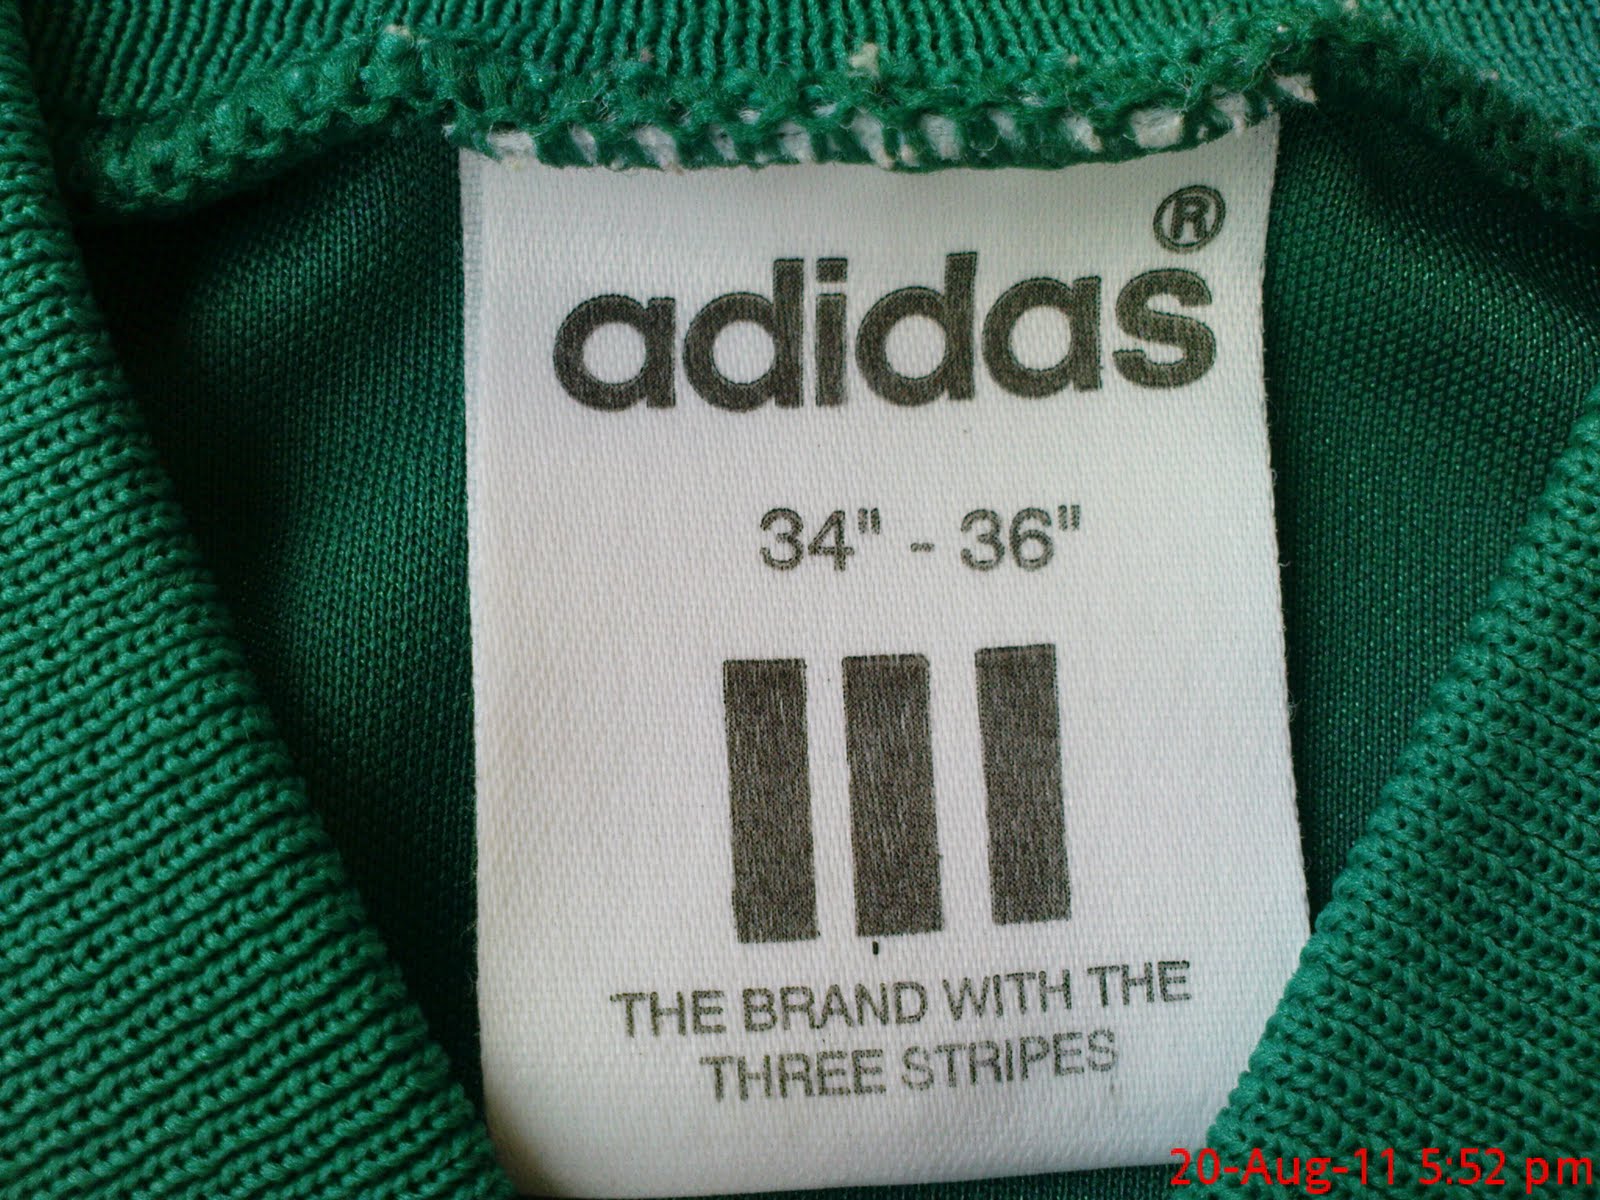 adidas®
34" - 36"
THE BRAND WITH THE
THREE STRIPES
20-Aug-11 5:52 pm